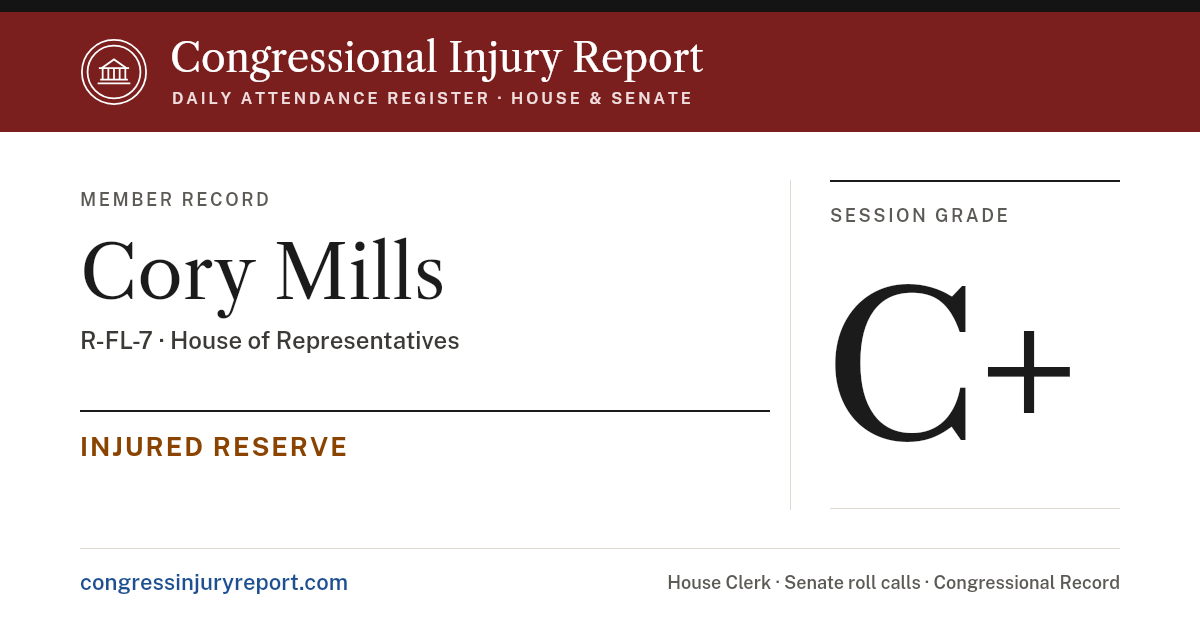 Congressional Injury Report
DAILY ATTENDANCE REGISTER · HOUSE & SENATE
MEMBER RECORD
Cory Mills
R-FL-7 · House of Representatives
INJURED RESERVE
SESSION GRADE
C+
congressinjuryreport.com
House Clerk · Senate roll calls · Congressional Record